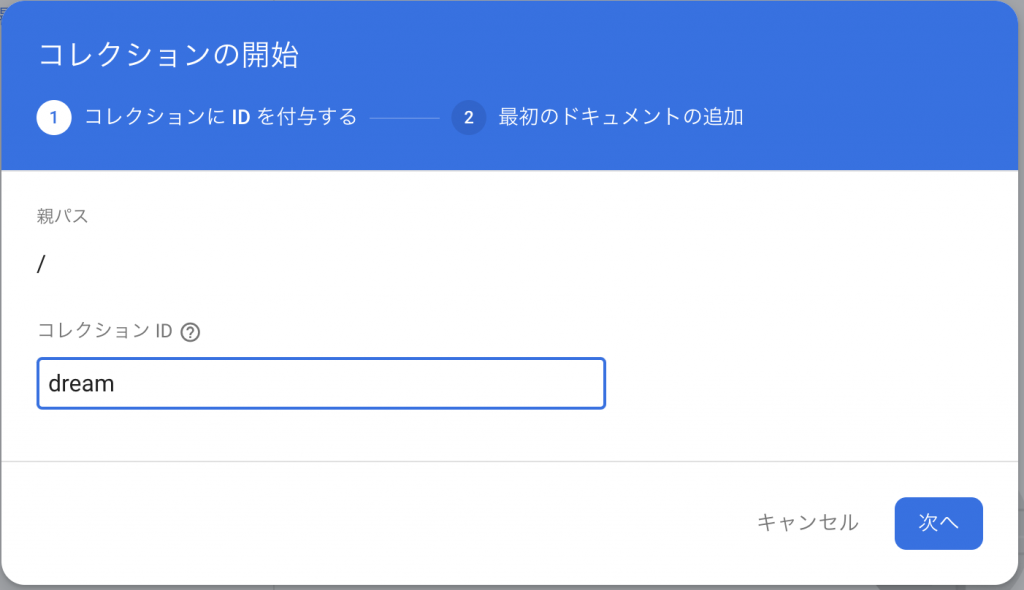 コレクションの開始
1 コレクションに ID を付与する 2 最初のドキュメントの追加
親パス
/
コレクション ID ?
dream
キャンセル 次へ